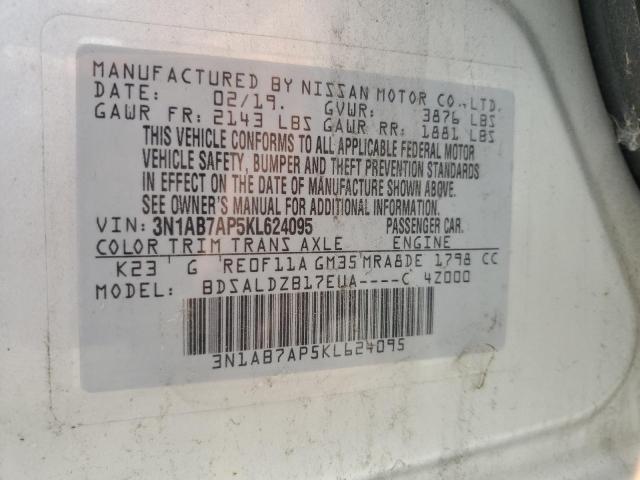 MANUFACTURED BY NISSAN MOTOR CO.,LTD.
DATE: 02/19. GVWR: 3876 LBS
GAWR FR: 2143 LBS GAWR RR: 1881 LBS
THIS VEHICLE CONFORMS TO ALL APPLICABLE FEDERAL MOTOR
VEHICLE SAFETY, BUMPER AND THEFT PREVENTION STANDARDS
IN EFFECT ON THE DATE OF MANUFACTURE SHOWN ABOVE.
SEE OWNER'S MANUAL FOR ADDITIONAL INFORMATION.
VIN: 3N1AB7AP5KL624095 PASSENGER CAR.
COLOR TRIM TRANS AXLE ENGINE
K23 G RE0F11A GM35 MRA8DE 1798 CC
MODEL: BDSALDZB17EUA----C 4Z000
3N1AB7AP5KL624095